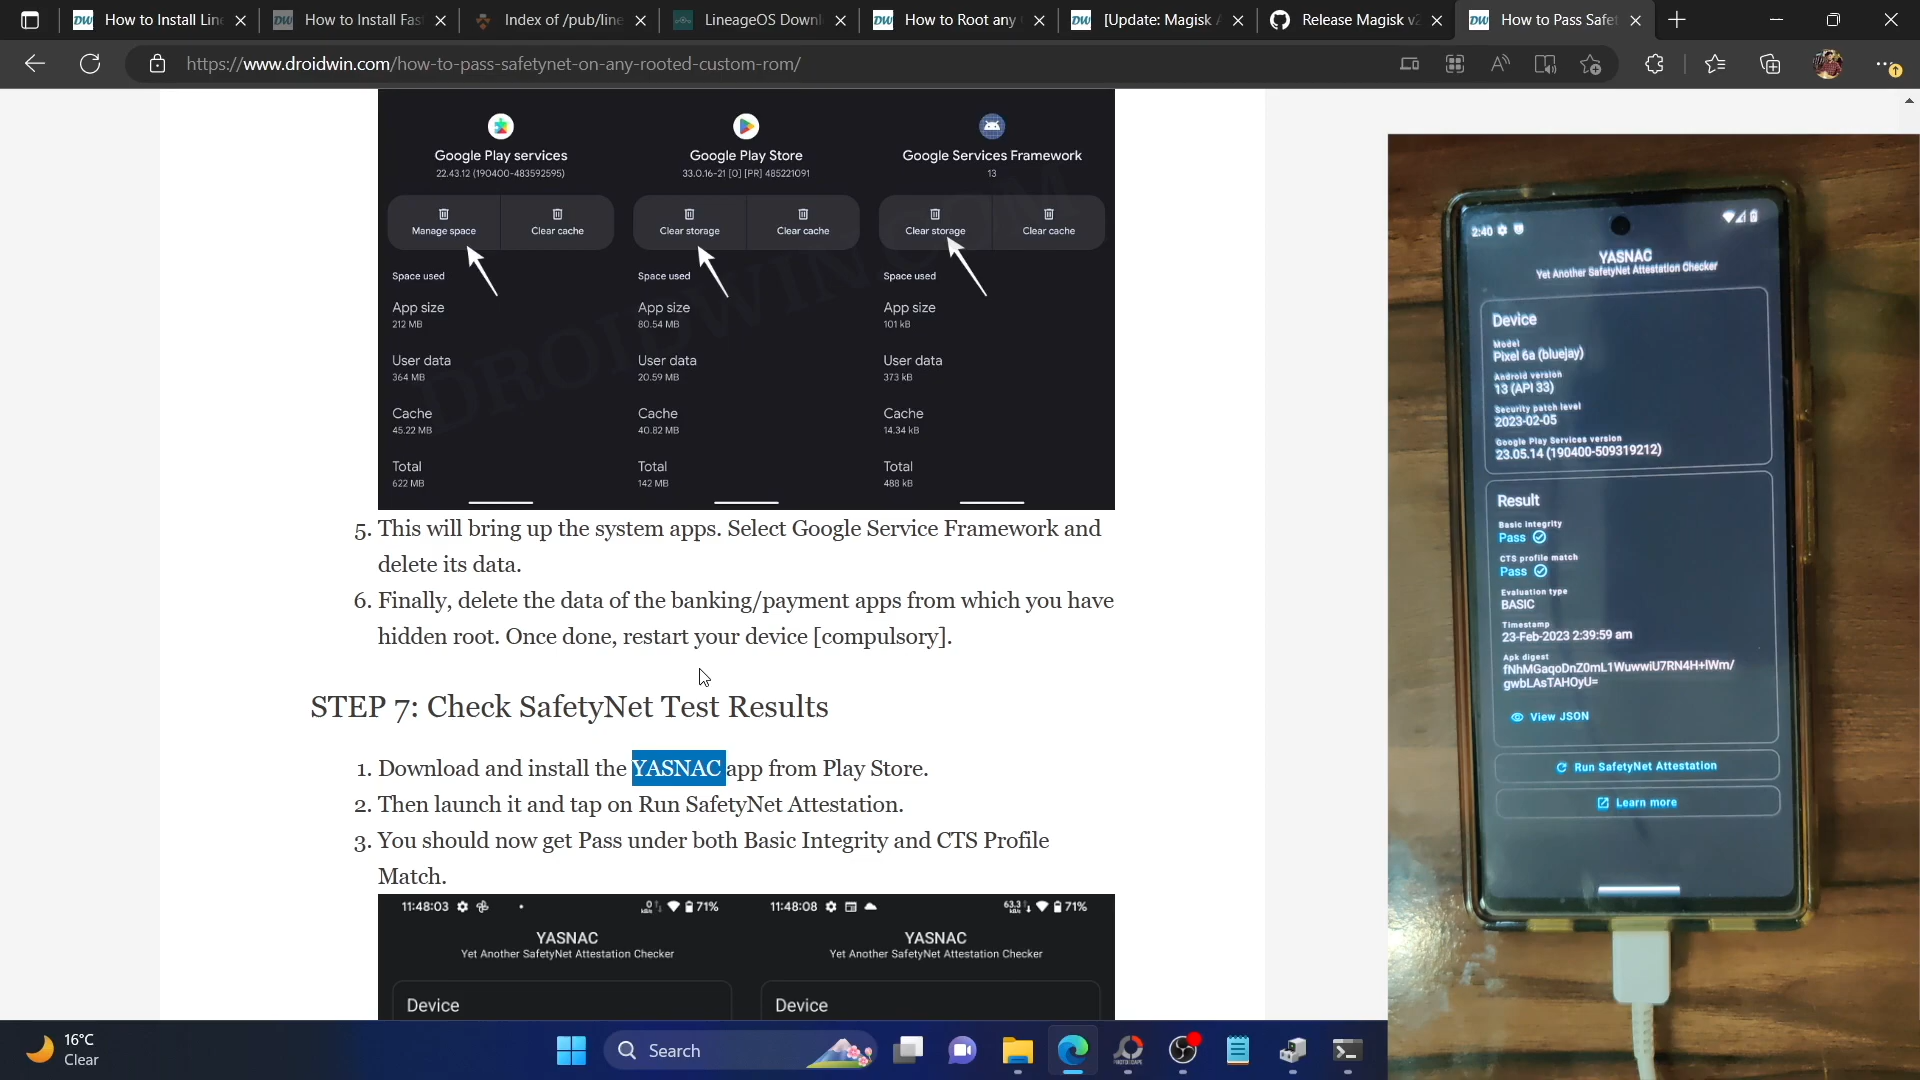 How to Install Lin
How to Install Fas
Index of /pub/line
LineageOS Downl
How to Root any
[Update: Magisk A
Release Magisk v2
How to Pass Safet
https://www.droidwin.com/how-to-pass-safetynet-on-any-rooted-custom-rom/
Google Play services
22.43.12 (190400-483592595)
Manage space
Clear cache
Space used
App size
212 MB
User data
364 MB
Cache
45.22 MB
Total
622 MB
Google Play Store
33.0.16-21 [0] [PR] 485221091
Clear storage
Clear cache
Space used
App size
80.54 MB
User data
20.59 MB
Cache
40.82 MB
Total
142 MB
Google Services Framework
13
Clear storage
Clear cache
Space used
App size
101 kB
User data
373 kB
Cache
14.34 kB
Total
488 kB
DROIDWIN.COM
5. This will bring up the system apps. Select Google Service Framework and
delete its data.
6. Finally, delete the data of the banking/payment apps from which you have
hidden root. Once done, restart your device [compulsory].
STEP 7: Check SafetyNet Test Results
1. Download and install the YASNAC app from Play Store.
2. Then launch it and tap on Run SafetyNet Attestation.
3. You should now get Pass under both Basic Integrity and CTS Profile
Match.
11:48:03
71%
YASNAC
Yet Another SafetyNet Attestation Checker
Device
11:48:08
63.3
71%
YASNAC
Yet Another SafetyNet Attestation Checker
Device
2:40
YASNAC
Yet Another SafetyNet Attestation Checker
Device
Model
Pixel 6a (bluejay)
Android version
13 (API 33)
Security patch level
2023-02-05
Google Play Services version
23.05.14 (190400-509319212)
Result
Basic integrity
Pass
CTS profile match
Pass
Evaluation type
BASIC
Timestamp
23-Feb-2023 2:39:59 am
Apk digest
fNhMGaqoDnZ0mL1WuwwiU7RN4H+IWm/
gwbLAsTAHOyU=
View JSON
Run SafetyNet Attestation
Learn more
16°C
Clear
Search